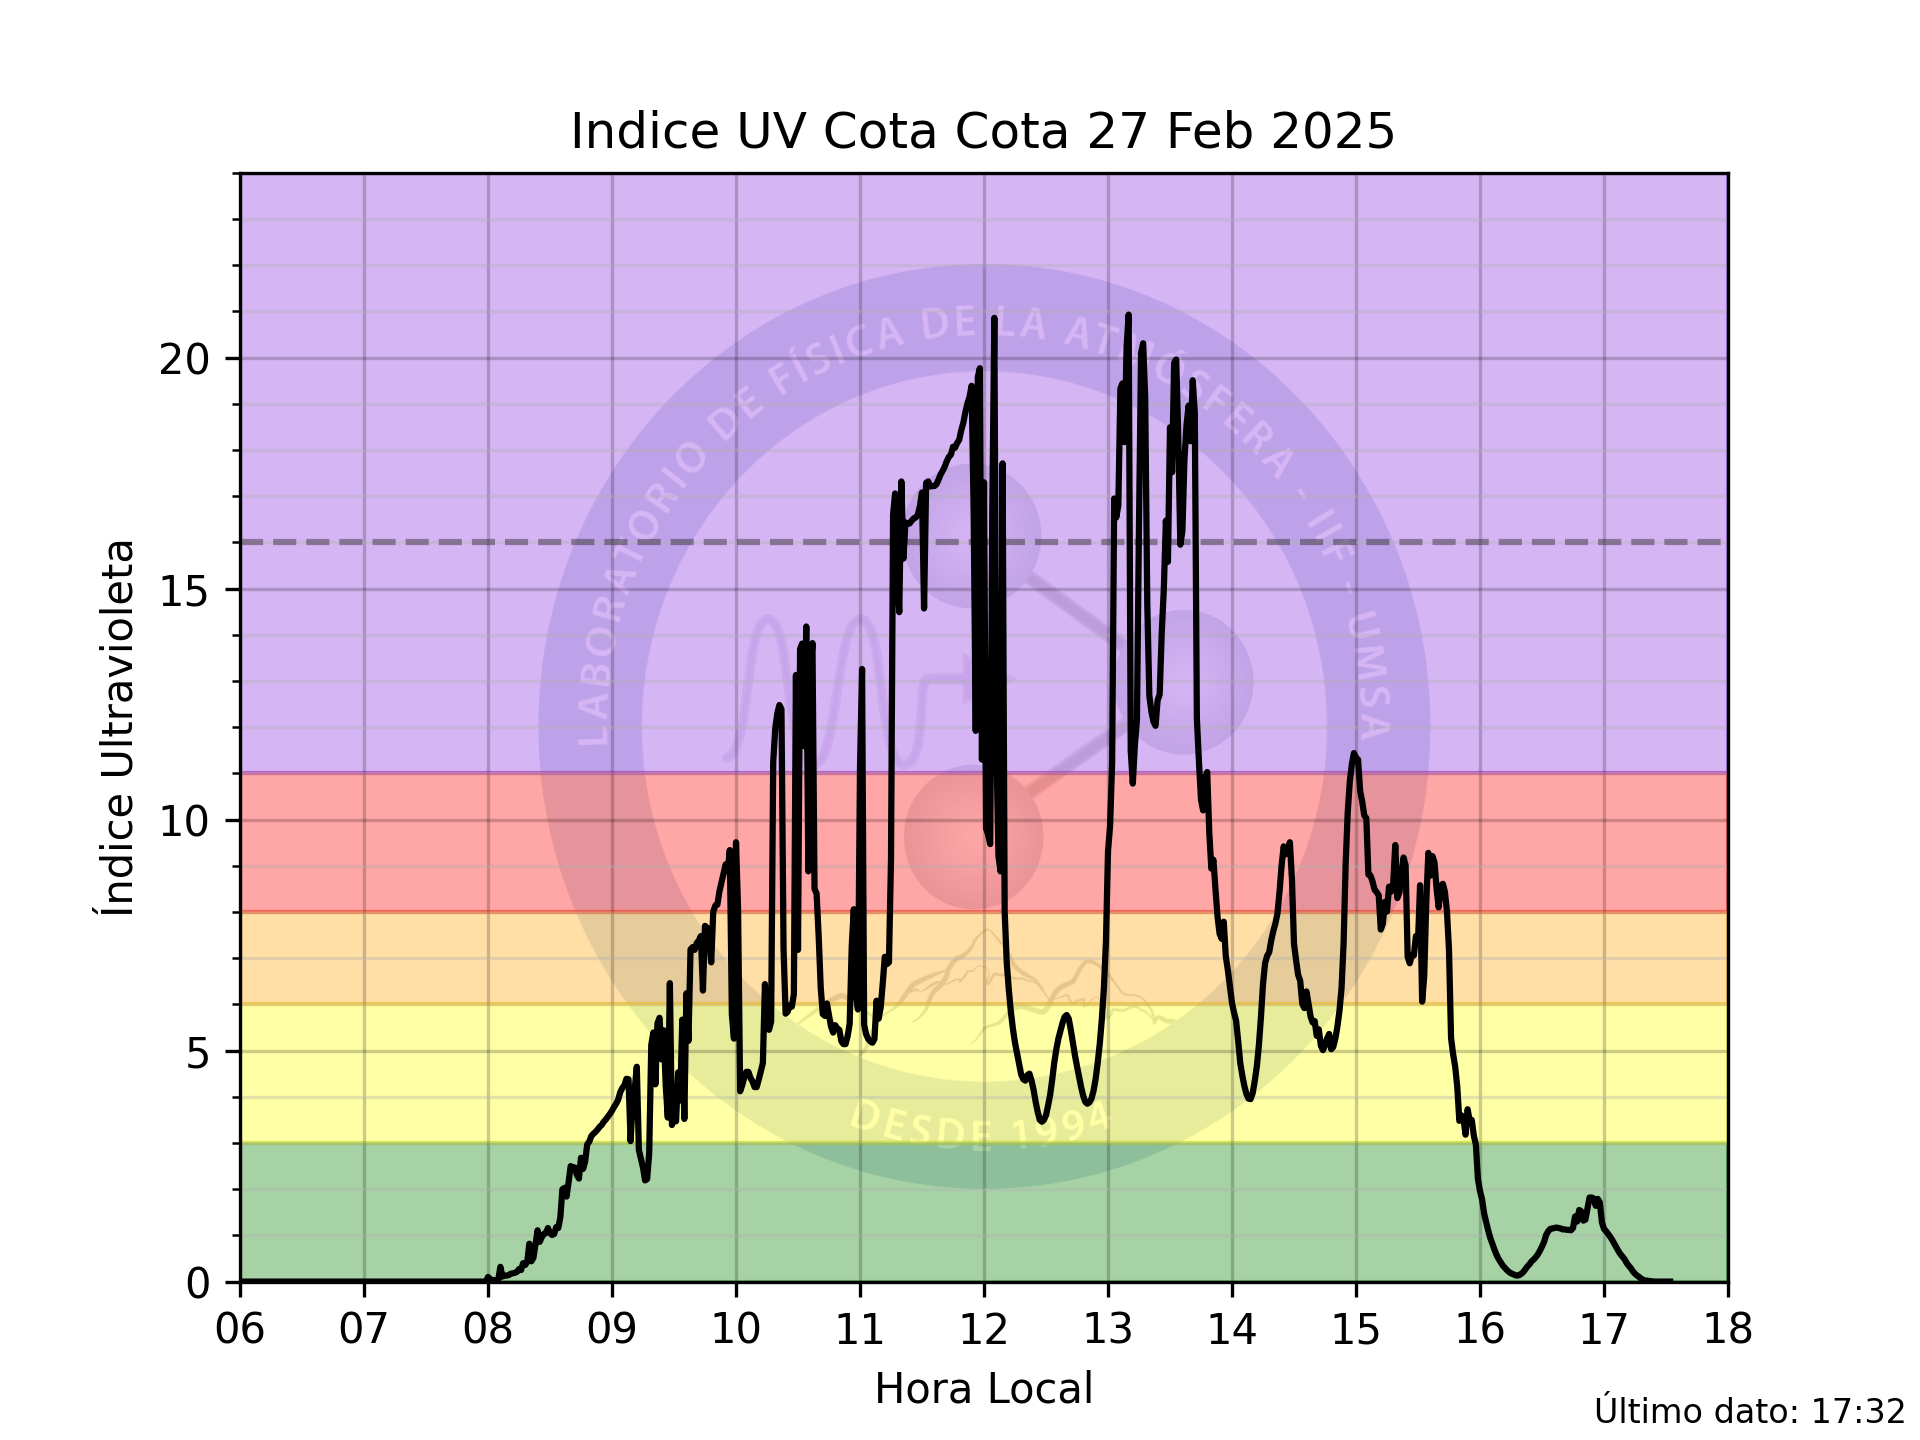 Indice UV Cota Cota 27 Feb 2025
Índice Ultravioleta
20
15
10
5
0
LABORATORIO DE FÍSICA DE LA ATMÓSFERA - IIF - UMSA
DESDE 1994
06 07 08 09 10 11 12 13 14 15 16 17 18
Hora Local
Último dato: 17:32